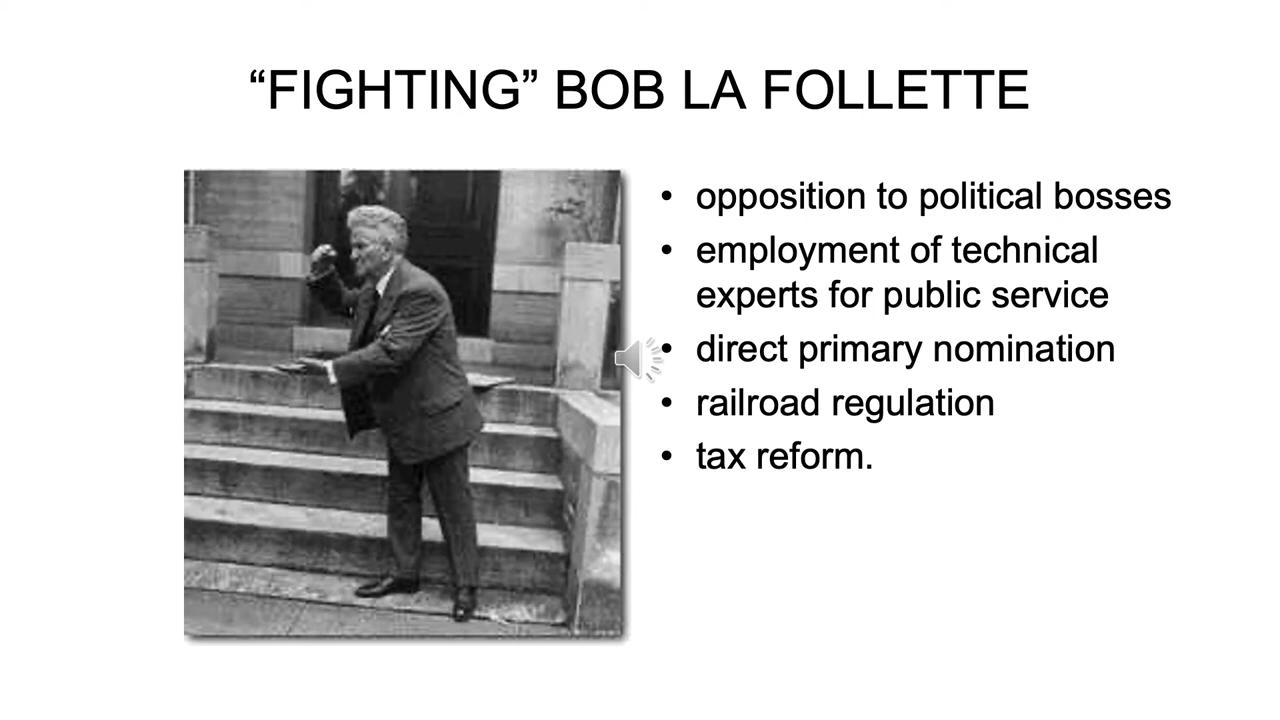 “FIGHTING” BOB LA FOLLETTE
• opposition to political bosses
• employment of technical
experts for public service
• direct primary nomination
• railroad regulation
• tax reform.